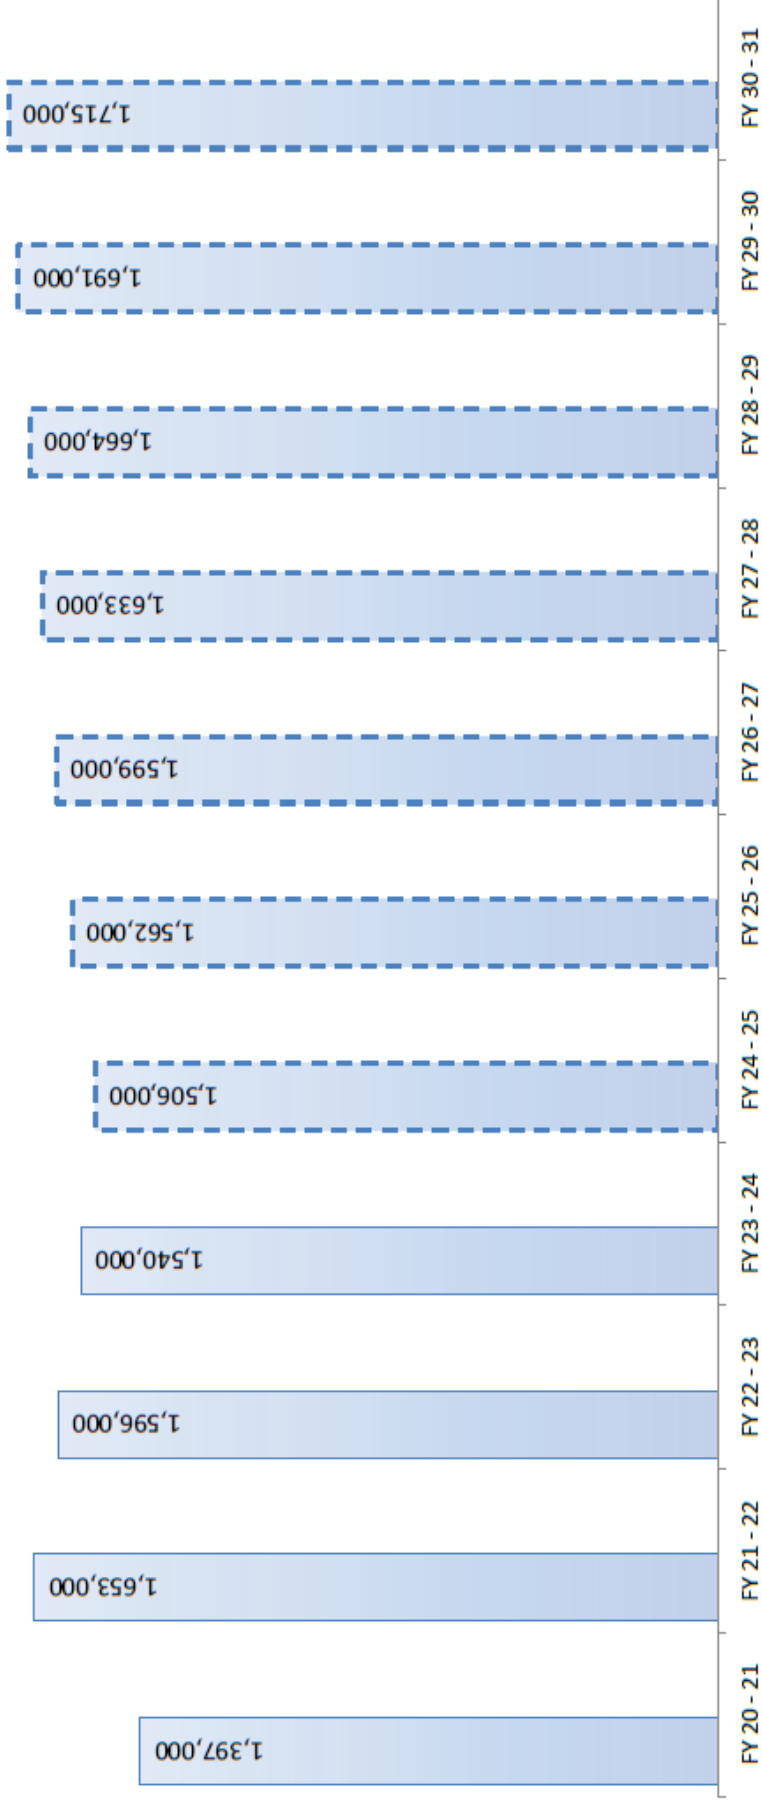 1,715,000
FY 30 - 31
1,691,000
FY 29 - 30
1,664,000
FY 28 - 29
1,633,000
FY 27 - 28
1,599,000
FY 26 - 27
1,562,000
FY 25 - 26
1,506,000
FY 24 - 25
1,540,000
FY 23 - 24
1,596,000
FY 22 - 23
1,653,000
FY 21 - 22
1,397,000
FY 20 - 21